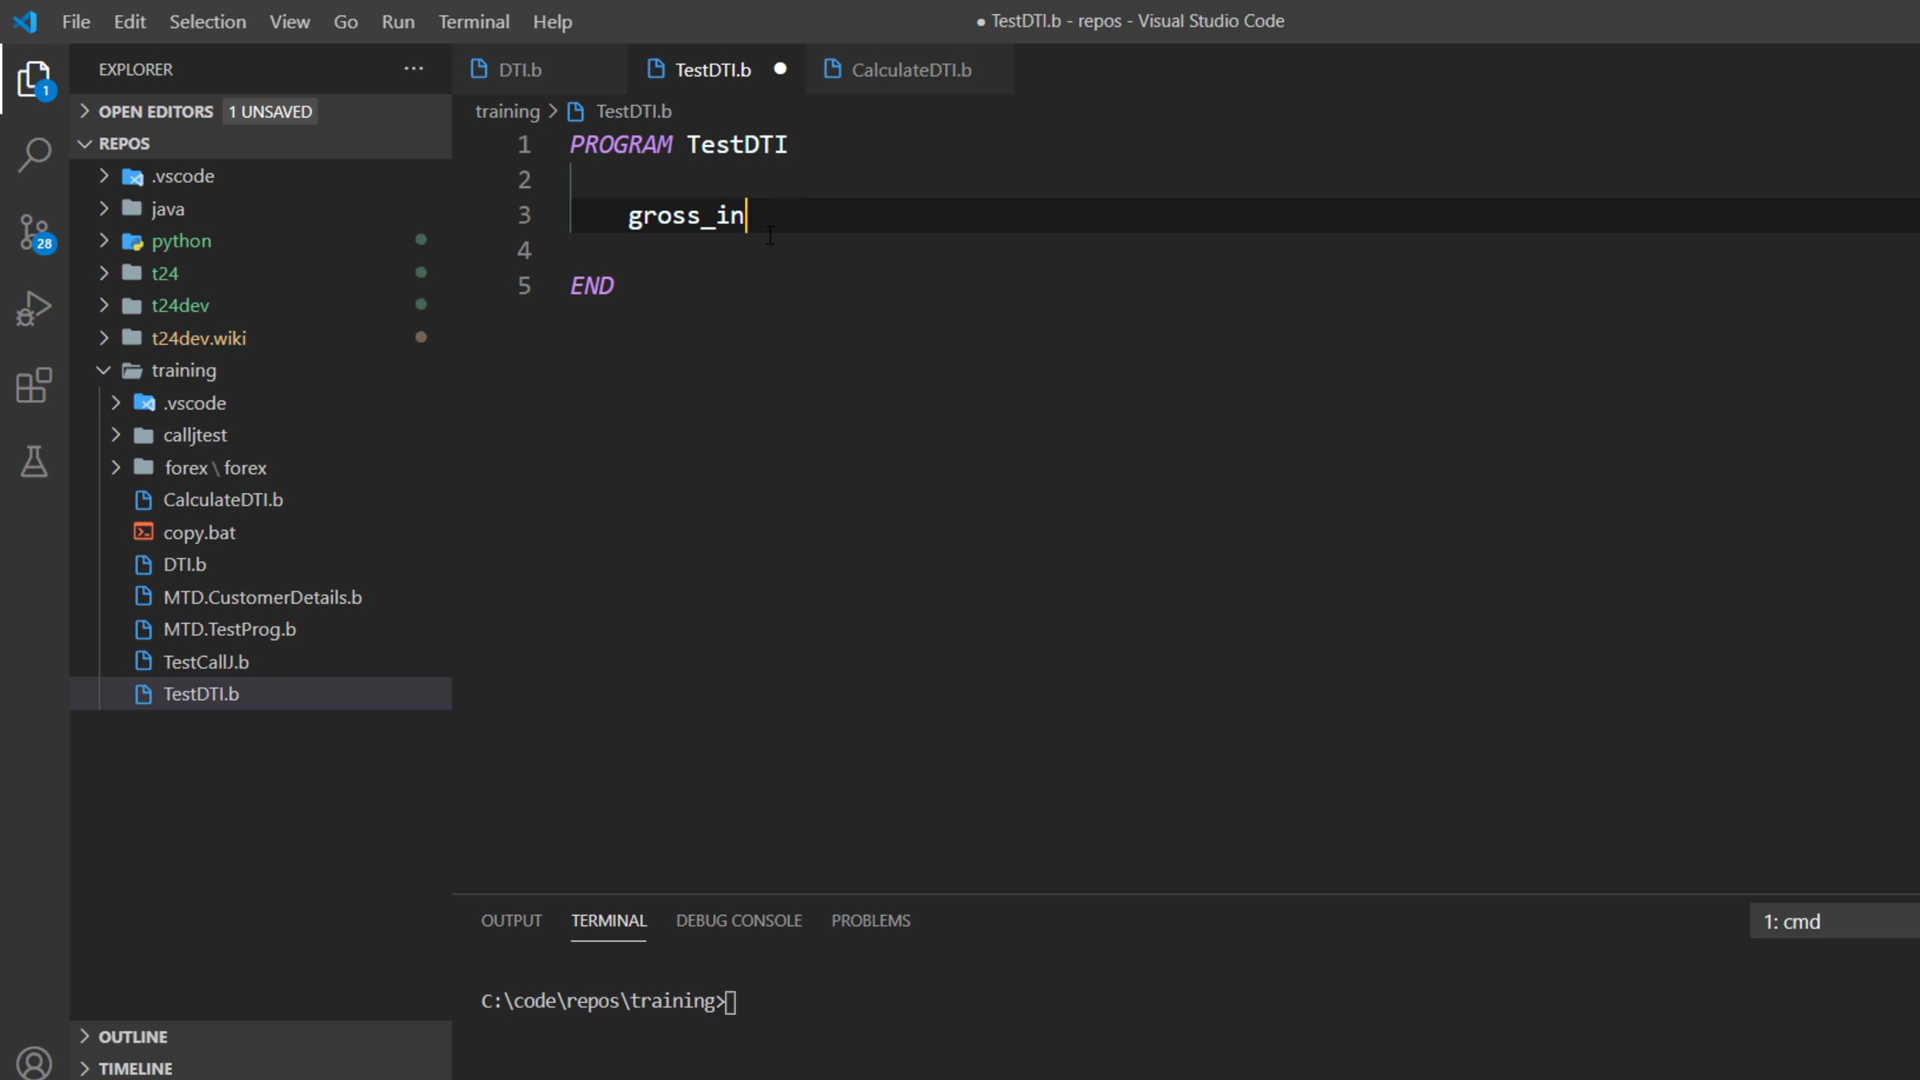 File Edit Selection View Go Run Terminal Help
● TestDTI.b - repos - Visual Studio Code
EXPLORER ...
DTI.b TestDTI.b ● CalculateDTI.b
1
OPEN EDITORS 1 UNSAVED
REPOS
.vscode
java
python
t24
t24dev
t24dev.wiki
training
.vscode
calljtest
forex \ forex
CalculateDTI.b
copy.bat
DTI.b
MTD.CustomerDetails.b
MTD.TestProg.b
TestCallJ.b
TestDTI.b
28
training > TestDTI.b
1 PROGRAM TestDTI
2
3 gross_in
4
5 END
OUTPUT TERMINAL DEBUG CONSOLE PROBLEMS
1: cmd
C:\code\repos\training>
OUTLINE
TIMELINE